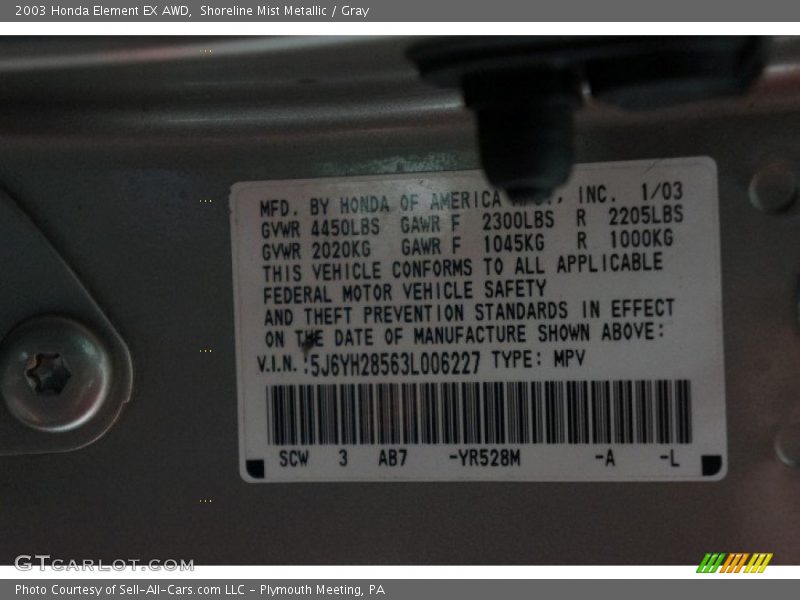 2003 Honda Element EX AWD, Shoreline Mist Metallic / Gray
MFD. BY HONDA OF AMERICA MFG., INC. 1/03
GVWR 4450LBS GAWR F 2300LBS R 2205LBS
GVWR 2020KG GAWR F 1045KG R 1000KG
THIS VEHICLE CONFORMS TO ALL APPLICABLE
FEDERAL MOTOR VEHICLE SAFETY
AND THEFT PREVENTION STANDARDS IN EFFECT
ON THE DATE OF MANUFACTURE SHOWN ABOVE:
V.I.N.:5J6YH28563L006227 TYPE: MPV
SCW 3 AB7 -YR528M -A -L
GTCARLOT.COM
Photo Courtesy of Sell-All-Cars.com LLC - Plymouth Meeting, PA